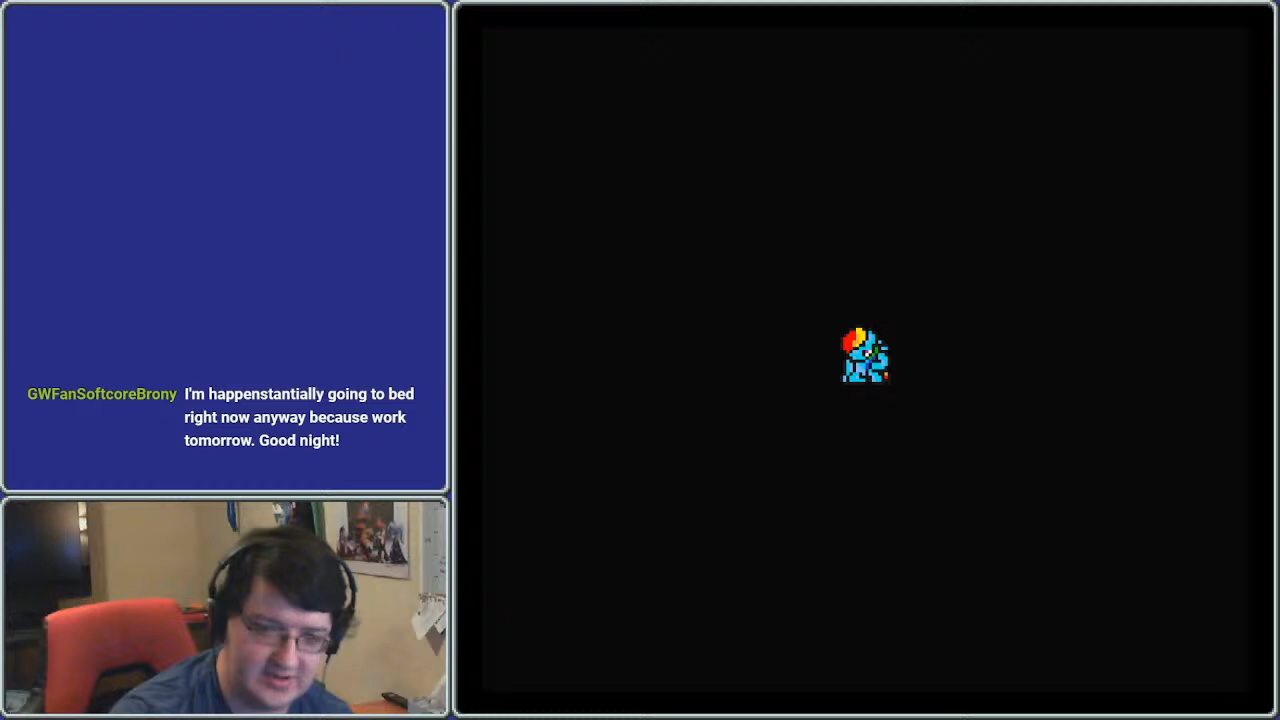 GWFanSoftcoreBrony I'm happenstantially going to bed
right now anyway because work
tomorrow. Good night!